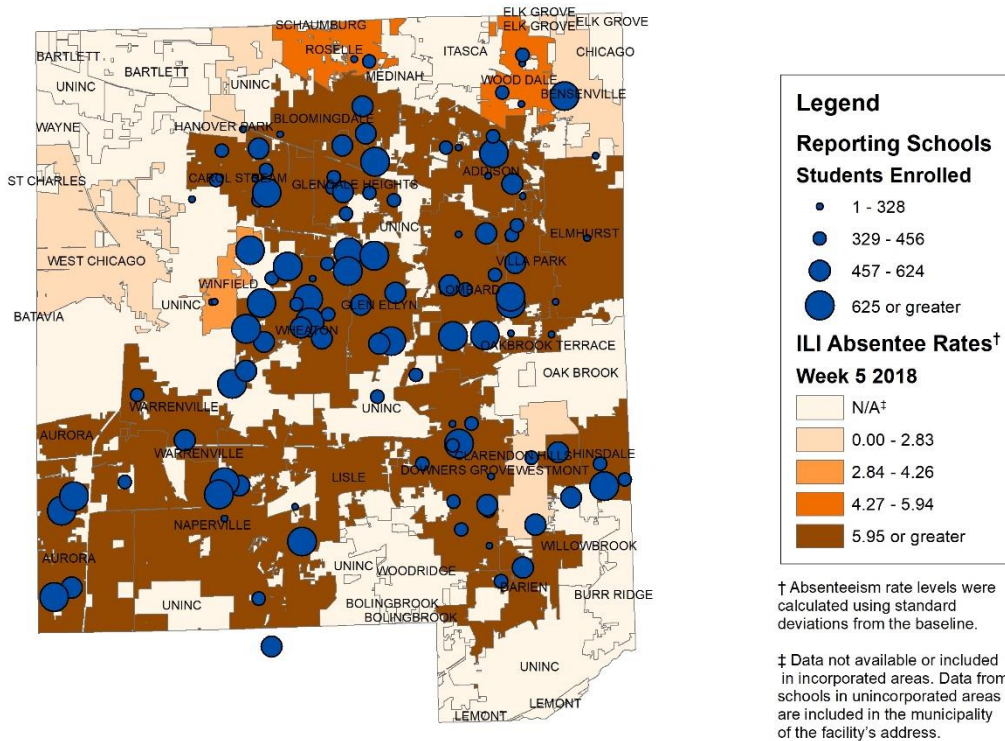 ELK GROVE
ELK GROVE
ELK GROVE
SCHAUMBURG
ROSELLE
ITASCA
CHICAGO
BARTLETT
BARTLETT
MEDINAH
WOOD DALE
UNINC
BENSENVILLE
WAYNE
HANOVER PARK
BLOOMINGDALE
ST CHARLES
CAROL STREAM
GLENDALE HEIGHTS
ADDISON
UNINC
ELMHURST
WEST CHICAGO
VILLA PARK
WINFIELD
UNINC
LOMBARD
BATAVIA
GLEN ELLYN
WHEATON
OAKBROOK TERRACE
OAK BROOK
WARRENVILLE
UNINC
AURORA
WARRENVILLE
CLARENDON HILLS
HINSDALE
LISLE
DOWNERS GROVE
WESTMONT
NAPERVILLE
AURORA
WILLOWBROOK
UNINC
WOODRIDGE
DARIEN
BURR RIDGE
UNINC
BOLINGBROOK
BOLINGBROOK
UNINC
LEMONT
LEMONT
Legend
Reporting Schools
Students Enrolled
1 - 328
329 - 456
457 - 624
625 or greater
ILI Absentee Rates†
Week 5 2018
N/A‡
0.00 - 2.83
2.84 - 4.26
4.27 - 5.94
5.95 or greater
† Absenteeism rate levels were
calculated using standard
deviations from the baseline.
‡ Data not available or included
in incorporated areas. Data from
schools in unincorporated areas
are included in the municipality
of the facility's address.